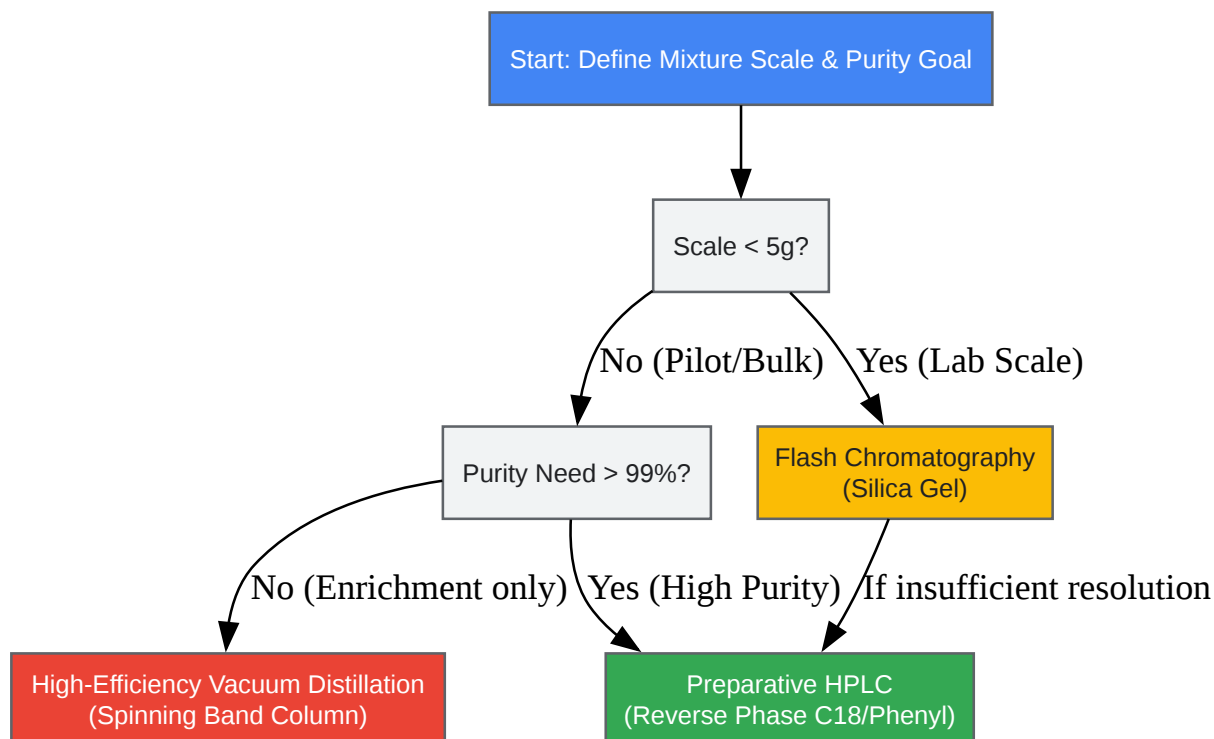 Start: Define Mixture Scale & Purity Goal
Scale < 5g?
No (Pilot/Bulk)
Yes (Lab Scale)
Purity Need > 99%?
Flash Chromatography
(Silica Gel)
No (Enrichment only)
Yes (High Purity)
If insufficient resolution
High-Efficiency Vacuum Distillation
(Spinning Band Column)
Preparative HPLC
(Reverse Phase C18/Phenyl)